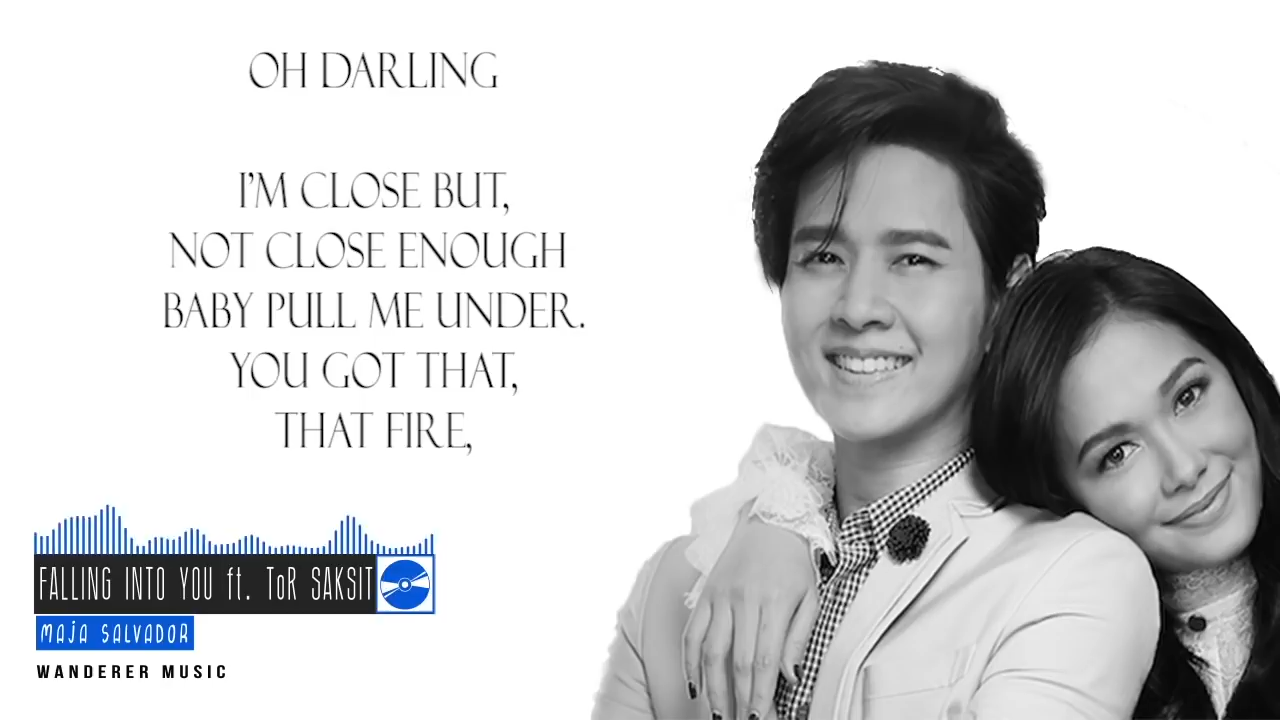 OH DARLING
I'M CLOSE BUT,
NOT CLOSE ENOUGH
BABY PULL ME UNDER.
YOU GOT THAT,
THAT FIRE,
FALLING INTO YOU ft. ToR SAKSIT
MAJA SALVADOR
WANDERER MUSIC